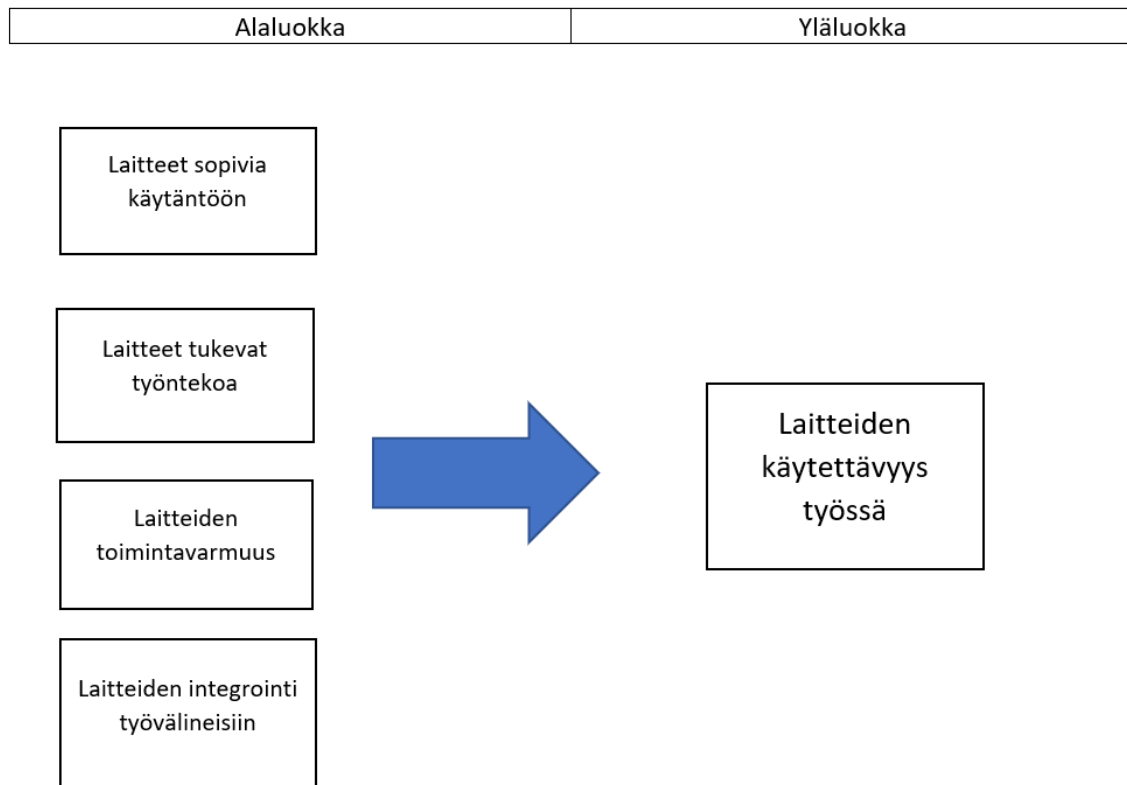 Alaluokka
Yläluokka
Laitteet sopivia
käytäntöön
Laitteet tukevat
työntekoa
Laitteiden
toimintavarmuus
Laitteiden integrointi
työvälineisiin
Laitteiden
käytettävyys
työssä